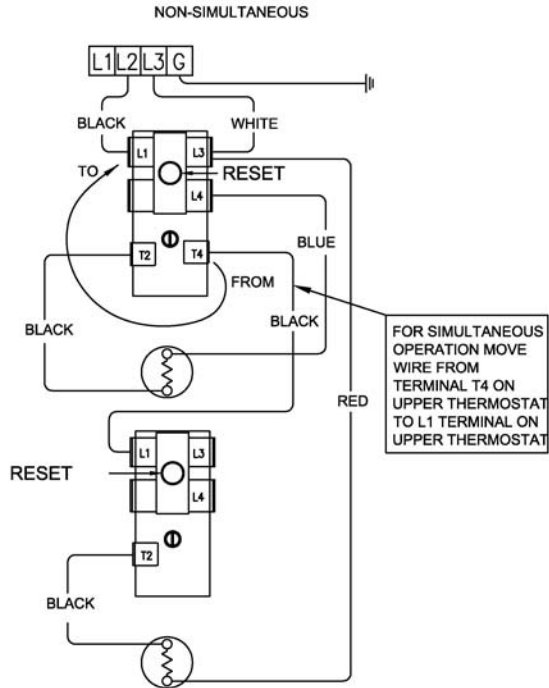 NON-SIMULTANEOUS
L1 L2 L3 G
BLACK
WHITE
L1
L3
TO
RESET
L4
BLUE
T2
T4
FROM
BLACK
BLACK
FOR SIMULTANEOUS
OPERATION MOVE
WIRE FROM
TERMINAL T4 ON
UPPER THERMOSTAT
TO L1 TERMINAL ON
UPPER THERMOSTAT
RED
L1
L3
RESET
L4
T2
BLACK